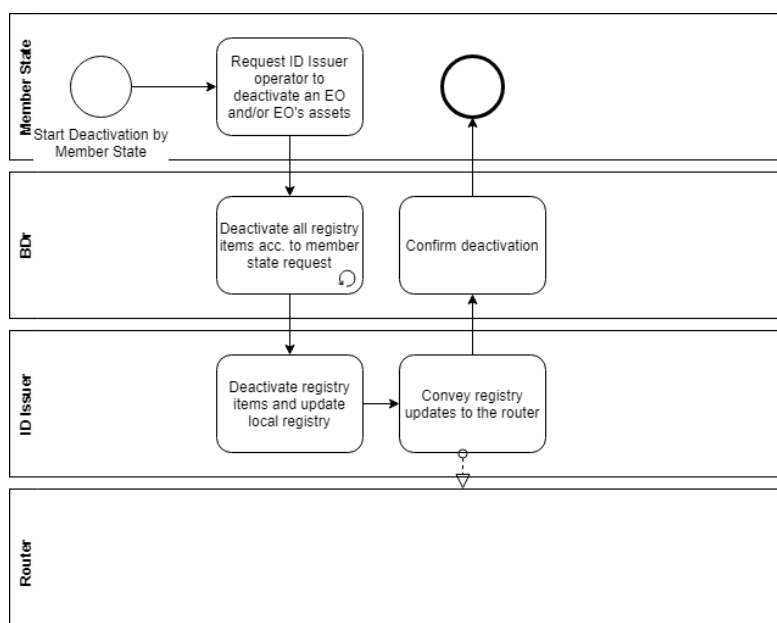 Member State
Start Deactivation by
Member State
Request ID Issuer
operator to
deactivate an EO
and/or EO's assets
BDr
Deactivate all registry
items acc. to member
state request
Confirm deactivation
ID Issuer
Deactivate registry
items and update
local registry
Convey registry
updates to the router
Router